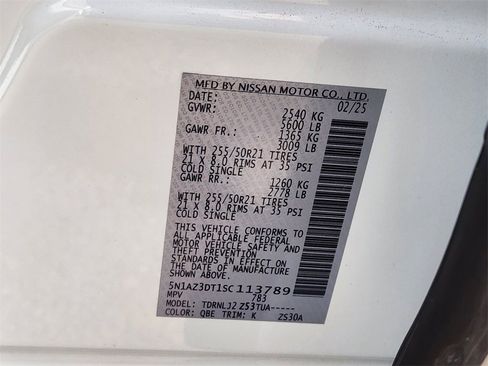 MFD BY NISSAN MOTOR CO., LTD.
DATE: 02/25
GVWR: 2540 KG
5600 LB
GAWR FR.: 1365 KG
3009 LB
WITH 255/50R21 TIRES
21 X 8.0 RIMS AT 35 PSI
COLD SINGLE
GAWR RR.: 1260 KG
2778 LB
WITH 255/50R21 TIRES
21 X 8.0 RIMS AT 35 PSI
COLD SINGLE
THIS VEHICLE CONFORMS TO
ALL APPLICABLE FEDERAL
MOTOR VEHICLE SAFETY AND
THEFT PREVENTION
STANDARDS IN EFFECT ON
THE DATE OF MANUFACTURE
SHOWN ABOVE.
5N1AZ3DT1SC113789
MPV 783
MODEL: TDRNLJ2 Z53TUA-----
COLOR: QBE TRIM: K ZS30A